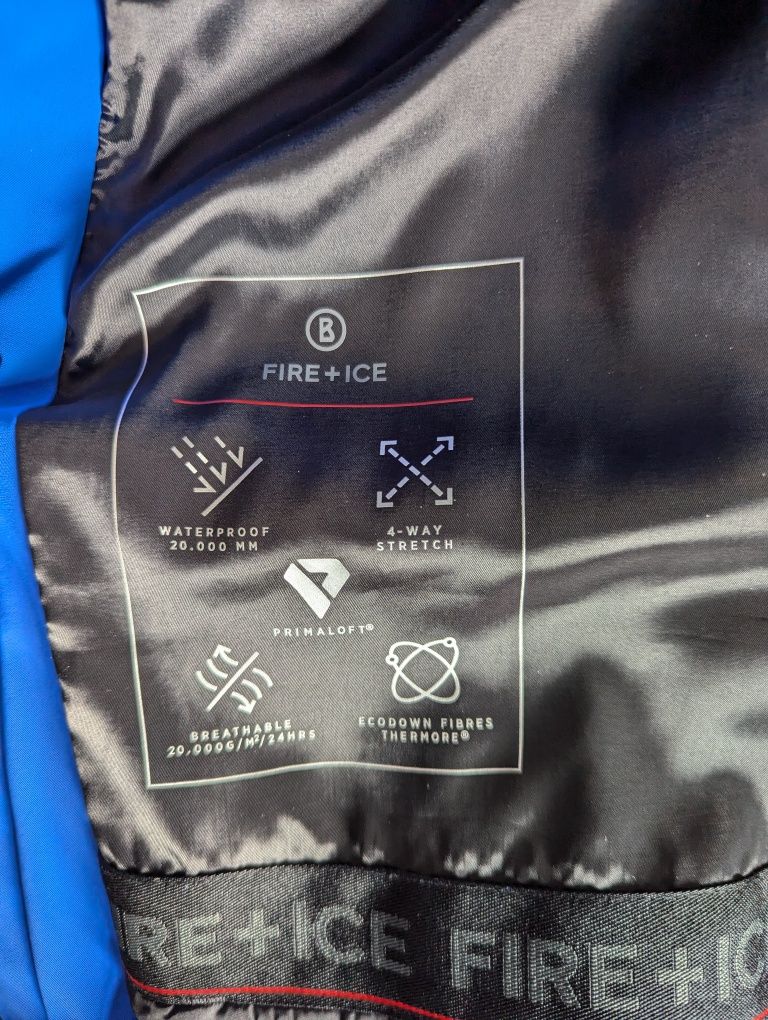 B
FIRE+ICE
WATERPROOF
20.000 MM
4-WAY
STRETCH
PRIMALOFT®
BREATHABLE
20.000G/M²/24HRS
ECODOWN FIBRES
THERMORE®
RE+ICE FIRE+IC